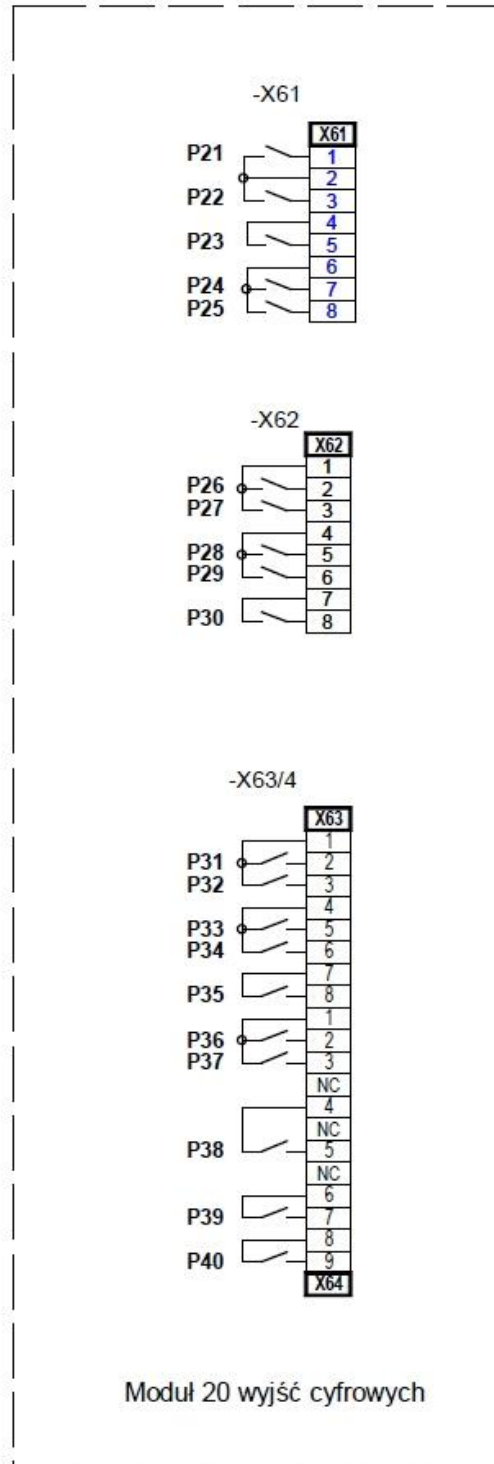 -X61
X61
P21 1
2
P22 3
4
P23 5
6
P24 7
P25 8
-X62
X62
1
P26 2
P27 3
4
P28 5
P29 6
7
P30 8
-X63/4
X63
1
P31 2
P32 3
4
P33 5
P34 6
7
P35 8
1
P36 2
P37 3
NC
4
NC
P38 5
NC
6
P39 7
8
P40 9
X64
Moduł 20 wyjść cyfrowych